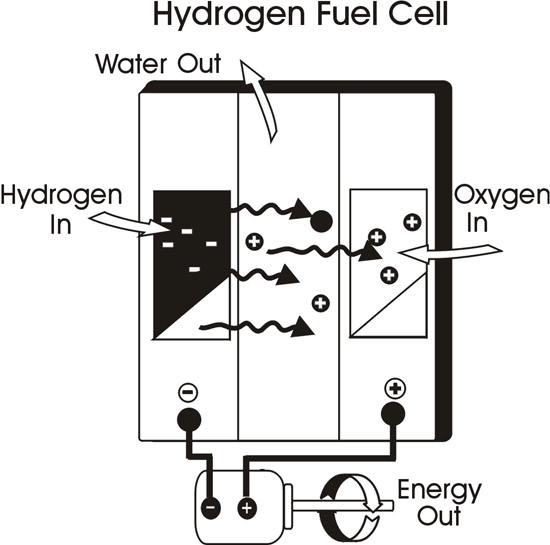 Hydrogen Fuel Cell
Water Out
Hydrogen
In
Oxygen
In
Energy
Out